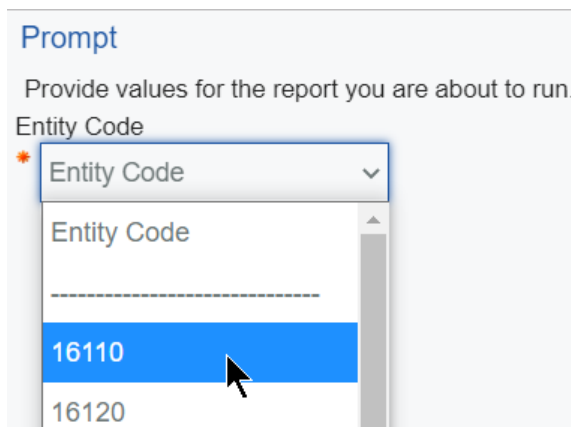 Prompt
Provide values for the report you are about to run.
Entity Code
* Entity Code
Entity Code
------------------------------
16110
16120